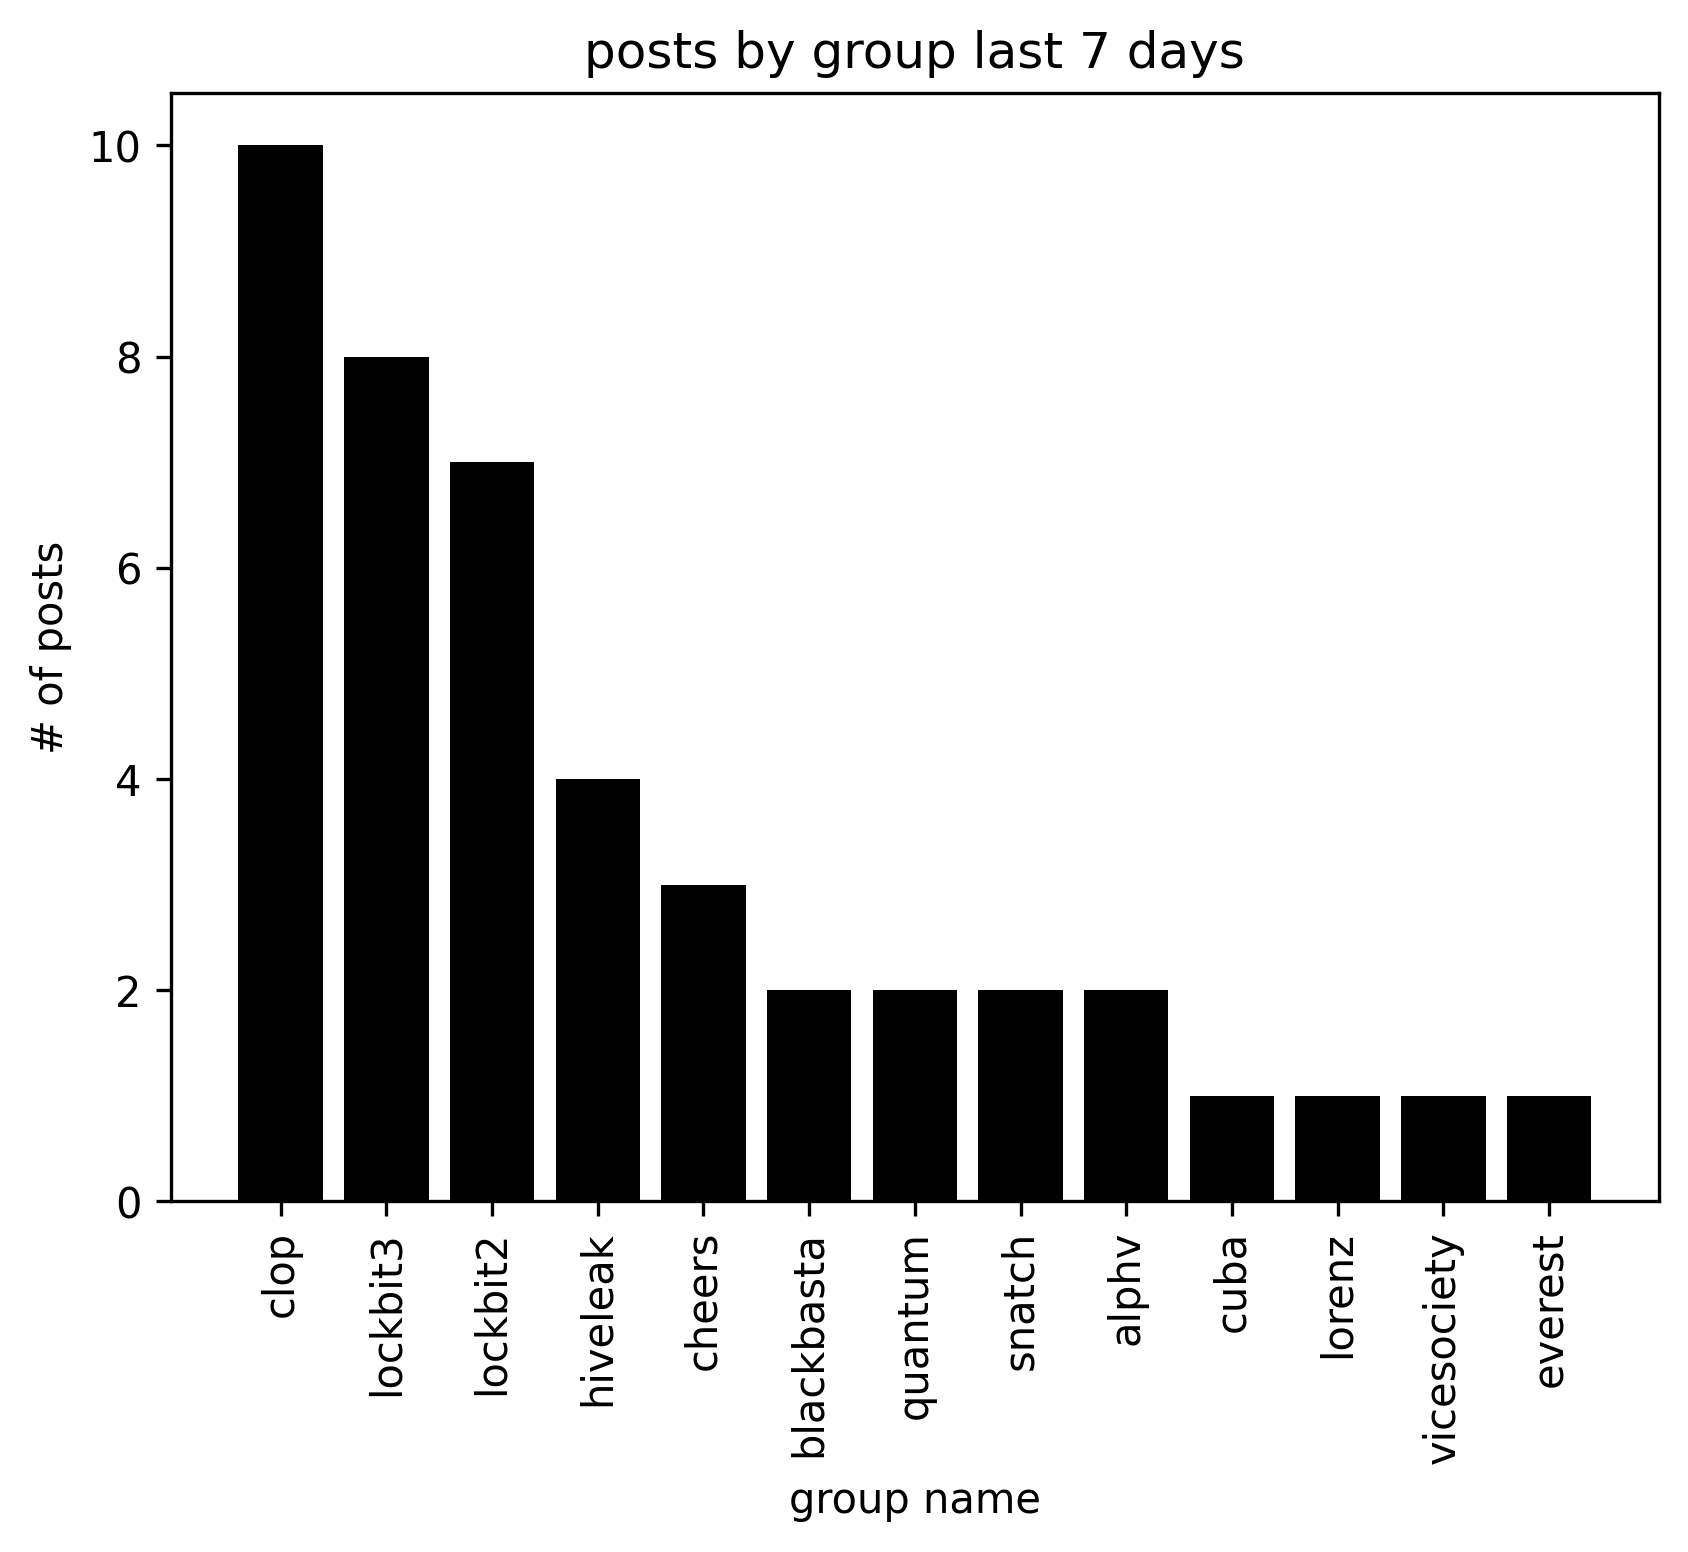 posts by group last 7 days
# of posts
10
8
6
4
2
0
clop
lockbit3
lockbit2
hiveleak
cheers
blackbasta
quantum
snatch
alphv
cuba
lorenz
vicesociety
everest
group name